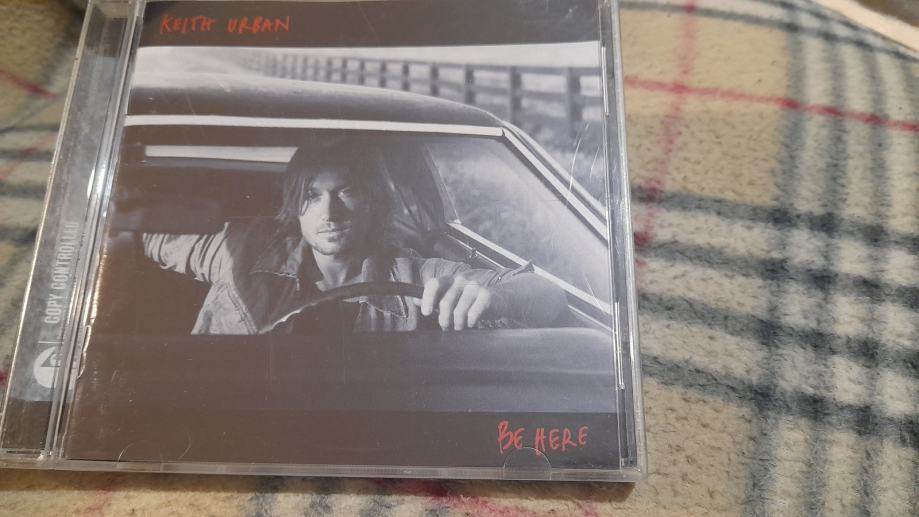 KEITH URBAN
COPY CONTROLLED
BE HERE